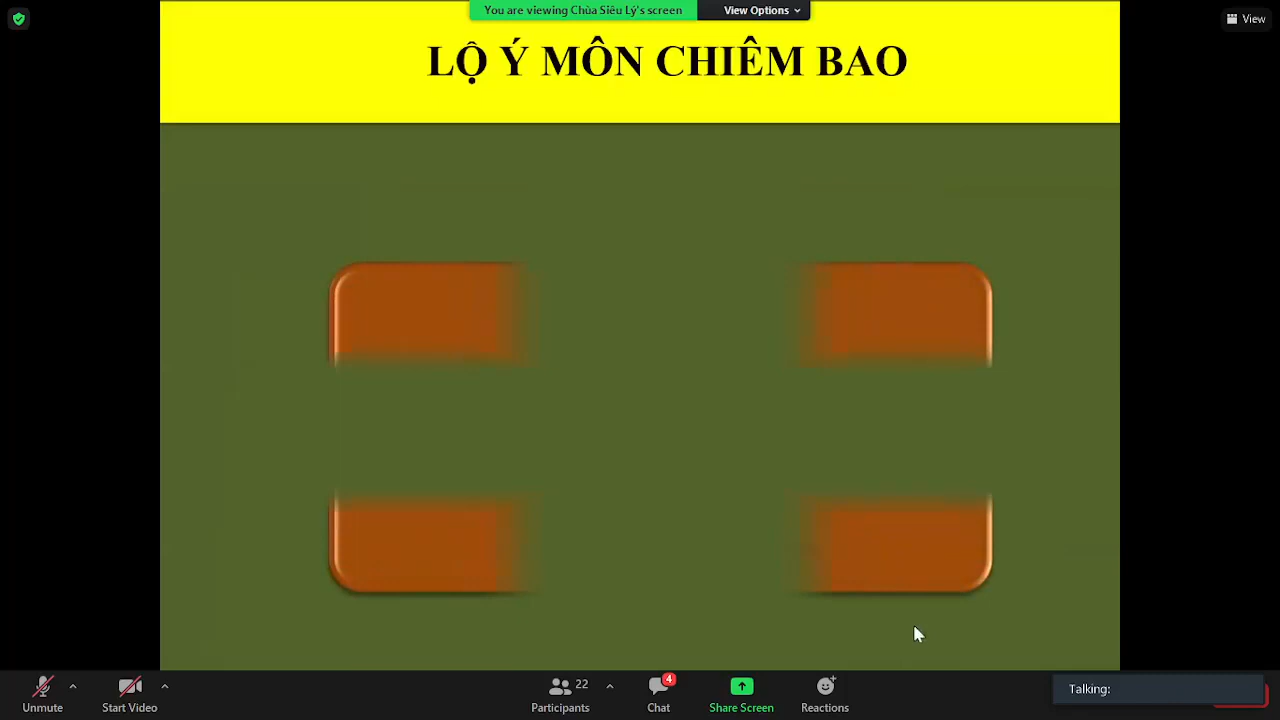 You are viewing Chùa Siêu Lý's screen
View Options
View
LỘ Ý MÔN CHIÊM BAO
Talking:
Unmute
Start Video
22
Participants
4
Chat
Share Screen
Reactions